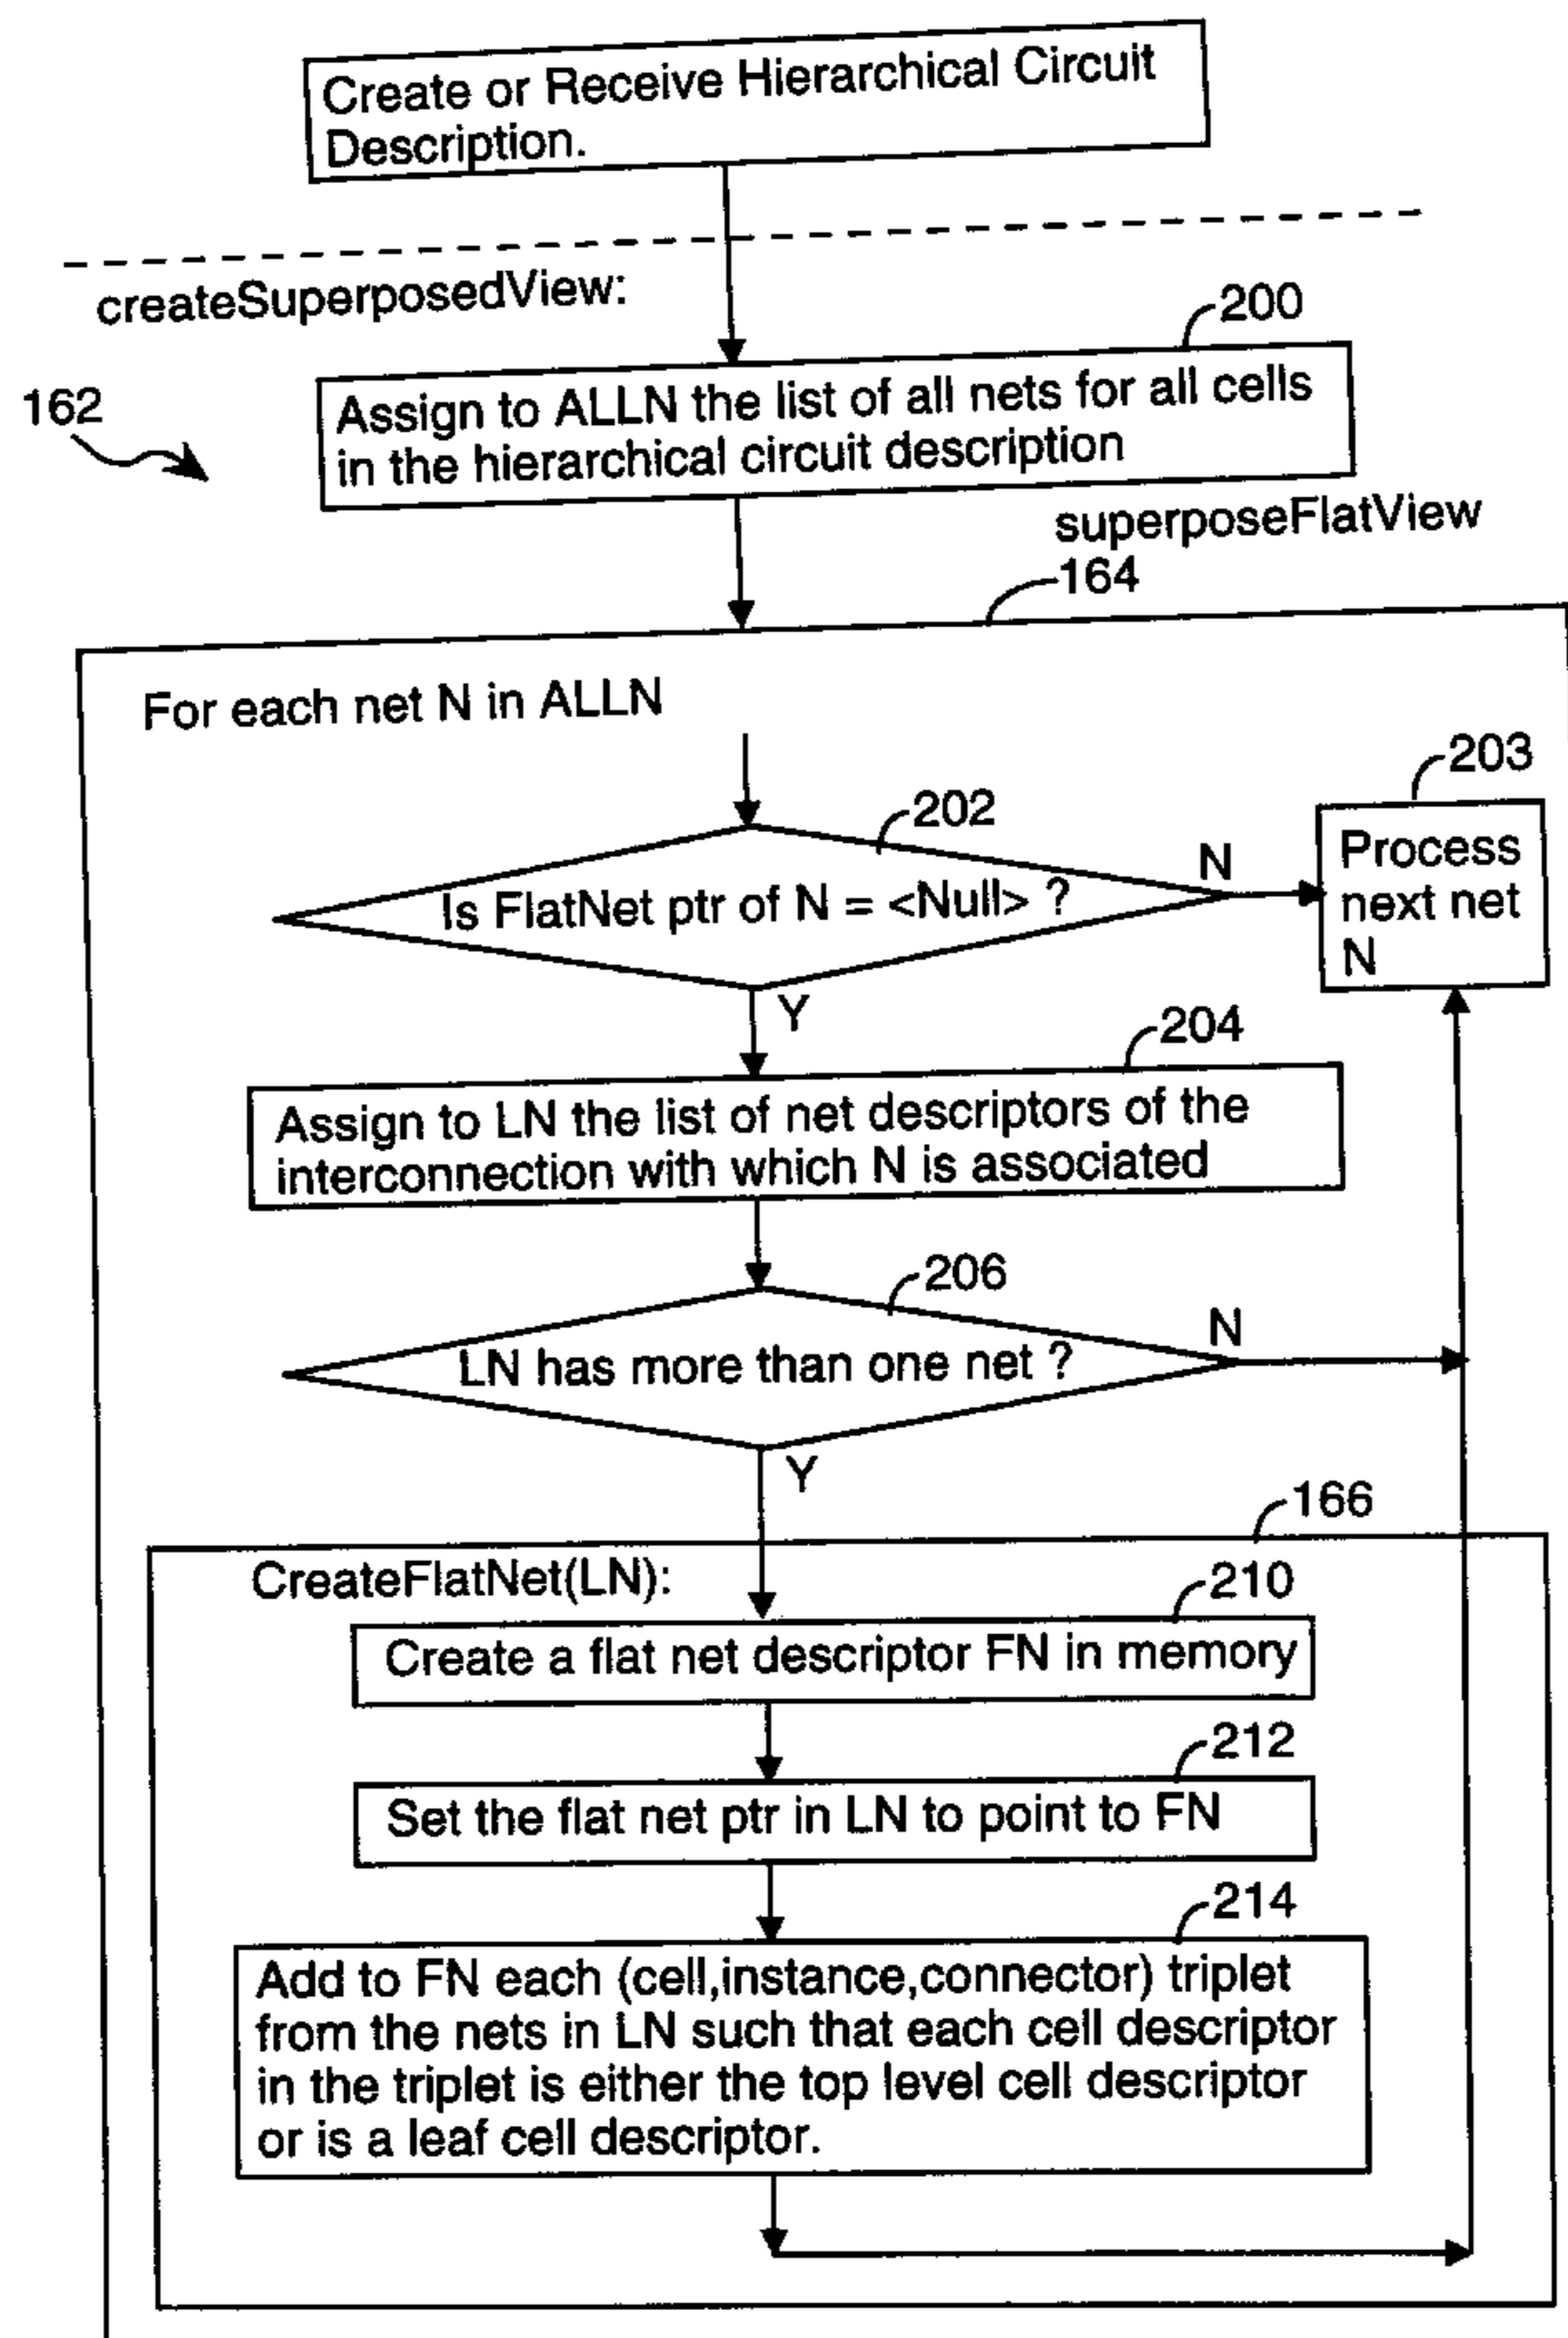 Create or Receive Hierarchical Circuit
Description.
createSuperposedView:
200
162
Assign to ALLN the list of all nets for all cells
in the hierarchical circuit description
superposeFlatView
164
For each net N in ALLN
203
202
Process
next net
N
N
Is FlatNet ptr of N = <Null> ?
Y
204
Assign to LN the list of net descriptors of the
interconnection with which N is associated
206
N
LN has more than one net ?
Y
166
CreateFlatNet(LN):
210
Create a flat net descriptor FN in memory
212
Set the flat net ptr in LN to point to FN
214
Add to FN each (cell,instance,connector) triplet
from the nets in LN such that each cell descriptor
in the triplet is either the top level cell descriptor
or is a leaf cell descriptor.